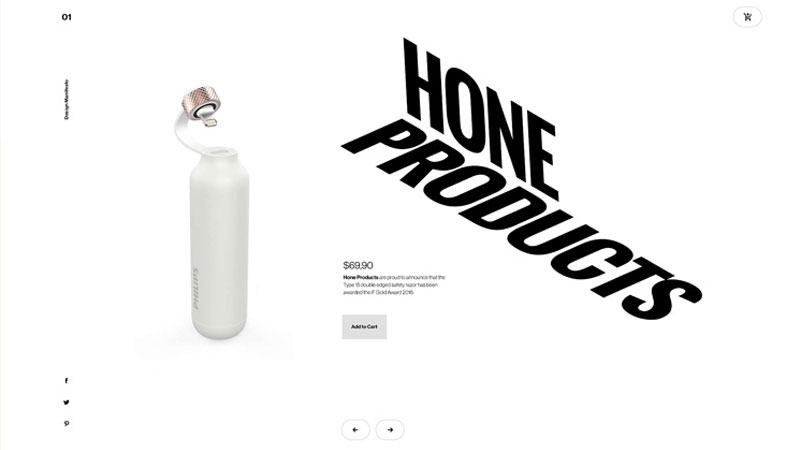 01
Design Manifesto
HONE
PRODUCTS
PHILIPS
$69,90
Hone Products are proud to announce that the
Type 15 double edged safety razor has been
awarded the iF Gold Award 2016.
Add to Cart